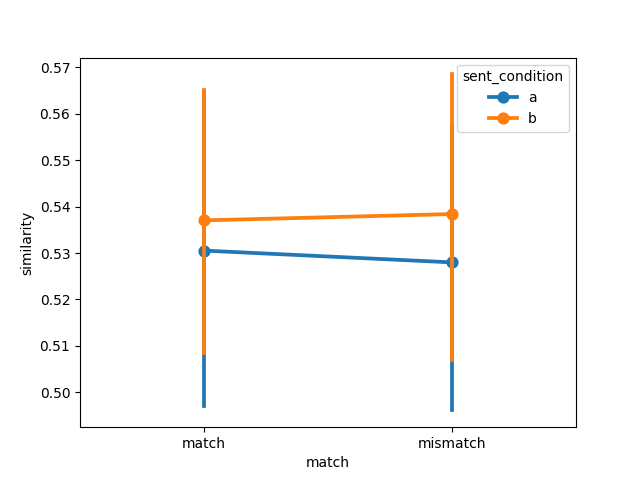 0.57
0.56
0.55
0.54
0.53
0.52
0.51
0.50
similarity
sent_condition
a
b
match
mismatch
match